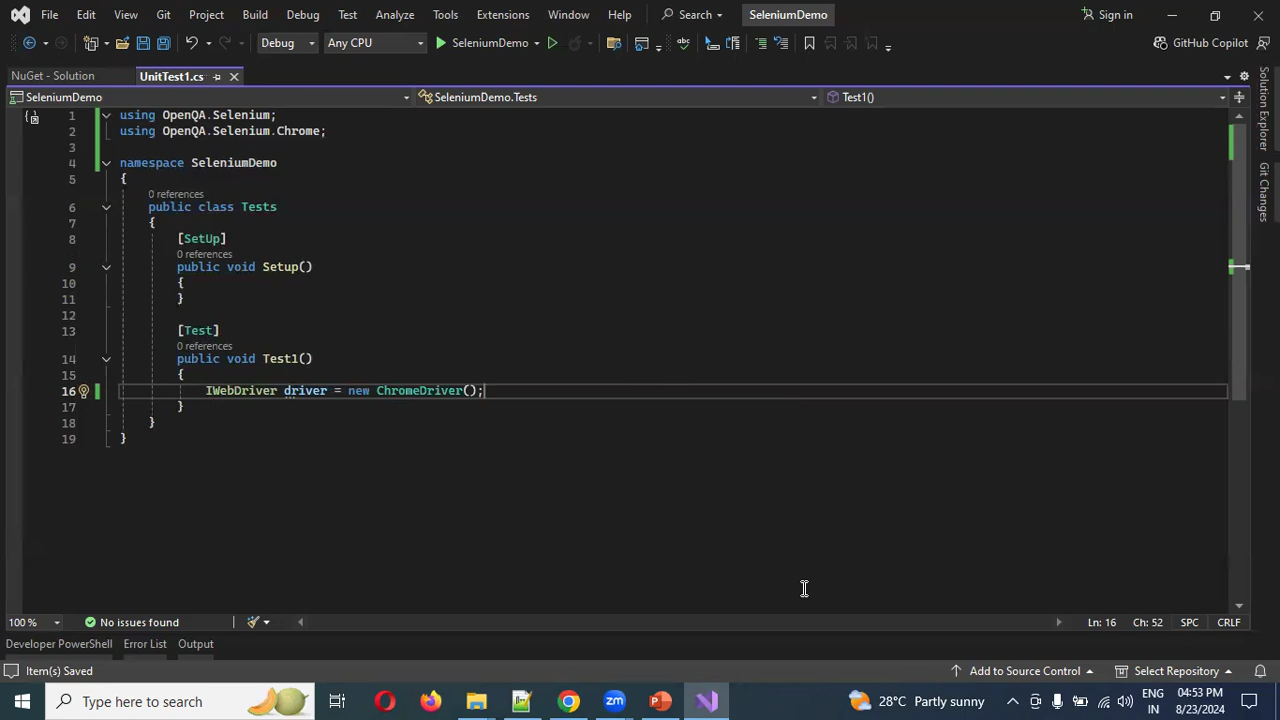 File Edit View Git Project Build Debug Test Analyze Tools Extensions Window Help Search SeleniumDemo Sign in
Debug Any CPU SeleniumDemo GitHub Copilot
NuGet - Solution UnitTest1.cs
SeleniumDemo SeleniumDemo.Tests Test1()
Solution Explorer
Git Changes
1 using OpenQA.Selenium;
2 using OpenQA.Selenium.Chrome;
3
4 namespace SeleniumDemo
5 {
0 references
6 public class Tests
7 {
8 [SetUp]
0 references
9 public void Setup()
10 {
11 }
12
13 [Test]
0 references
14 public void Test1()
15 {
16 IWebDriver driver = new ChromeDriver();
17 }
18 }
19 }
100 % No issues found Ln: 16 Ch: 52 SPC CRLF
Developer PowerShell Error List Output
Item(s) Saved Add to Source Control Select Repository
Type here to search 28°C Partly sunny ENG IN 04:53 PM 8/23/2024